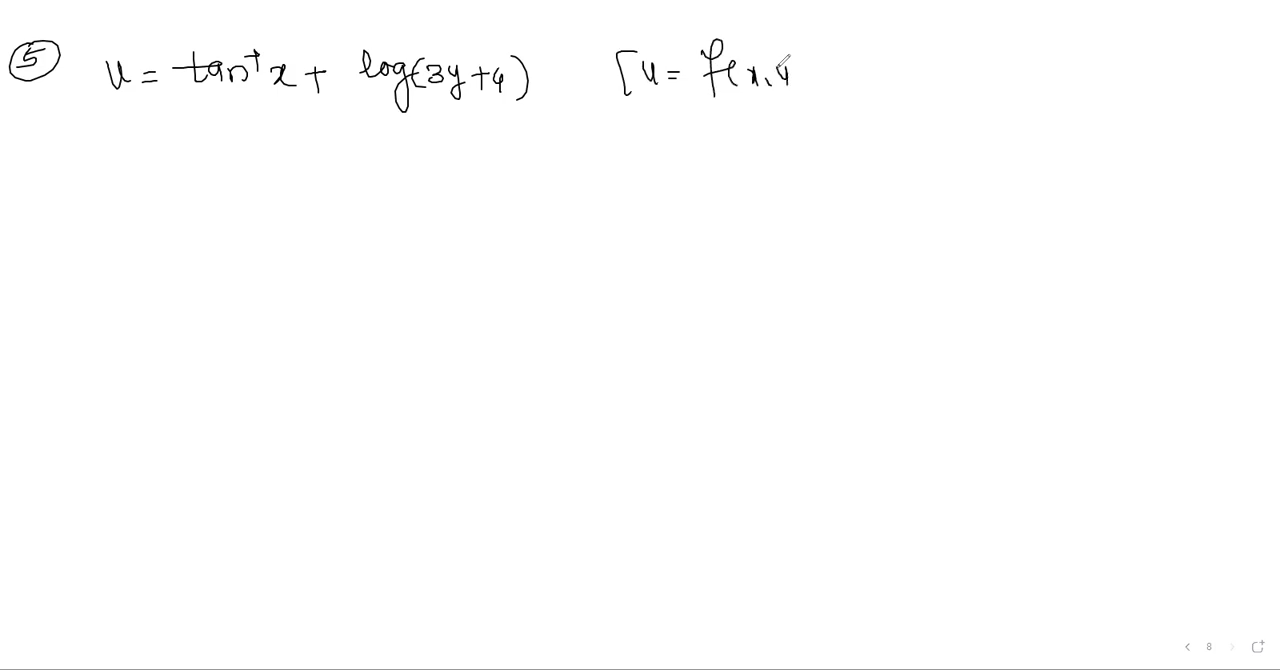 ⑤ u = tan⁻¹x + log(3y+4) [u = f(x, y
8